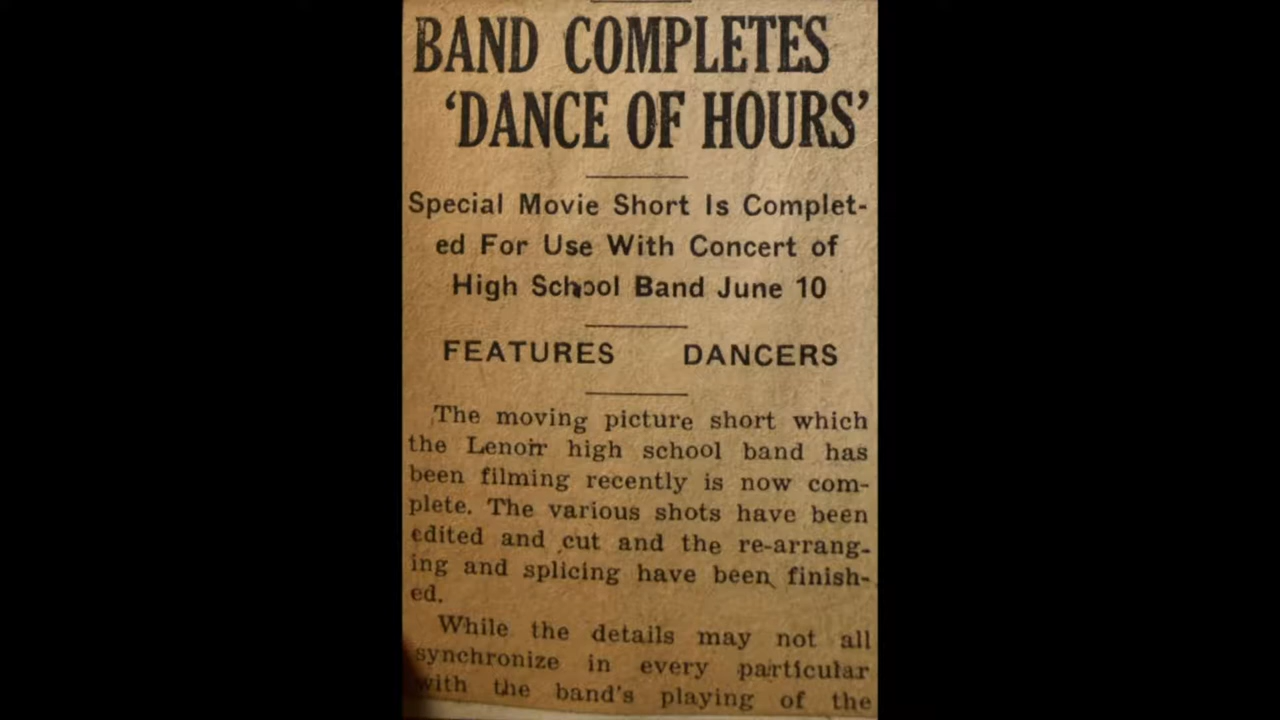 BAND COMPLETES
'DANCE OF HOURS'
Special Movie Short Is Complet-
ed For Use With Concert of
High School Band June 10
FEATURES DANCERS
The moving picture short which
the Lenoir high school band has
been filming recently is now com-
plete. The various shots have been
edited and cut and the re-arrang-
ing and splicing have been finish-
ed.
While the details may not all
synchronize in every particular
with the band's playing of the